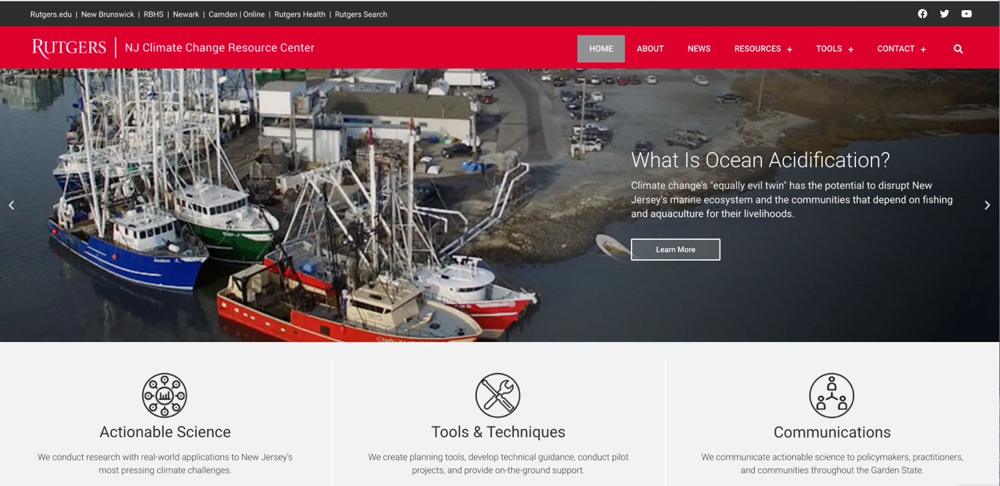 Rutgers.edu | New Brunswick | RBHS | Newark | Camden | Online | Rutgers Health | Rutgers Search
RUTGERS | NJ Climate Change Resource Center
HOME ABOUT NEWS RESOURCES + TOOLS + CONTACT +
What Is Ocean Acidification?
Climate change's "equally evil twin" has the potential to disrupt New
Jersey's marine ecosystem and the communities that depend on fishing
and aquaculture for their livelihoods.
Learn More
Actionable Science
We conduct research with real-world applications to New Jersey's
most pressing climate challenges.
Tools & Techniques
We create planning tools, develop technical guidance, conduct pilot
projects, and provide on-the-ground support.
Communications
We communicate actionable science to policymakers, practitioners,
and communities throughout the Garden State.